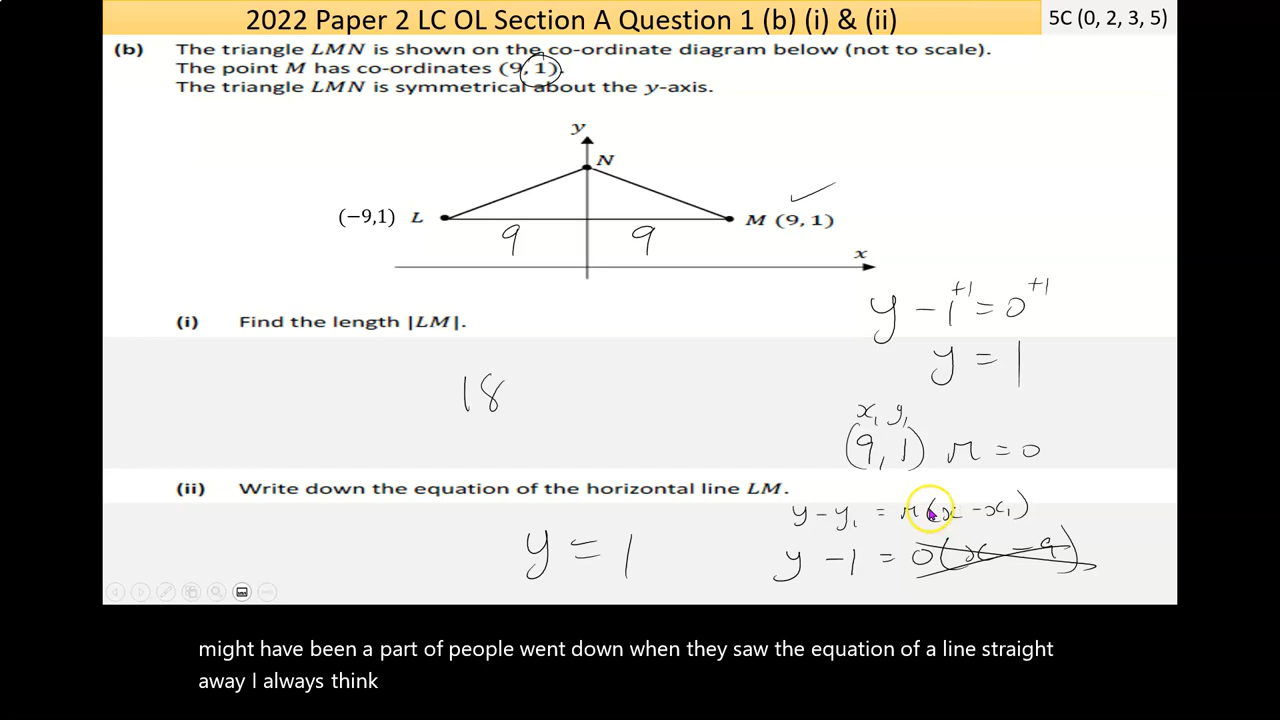 2022 Paper 2 LC OL Section A Question 1 (b) (i) & (ii)
5C (0, 2, 3, 5)
(b) The triangle LMN is shown on the co-ordinate diagram below (not to scale).
The point M has co-ordinates (9, 1).
The triangle LMN is symmetrical about the y-axis.
y
N
(−9,1) L
M (9, 1)
9 9
x
y - 1 +1 = 0 +1
y = 1
(i) Find the length |LM|.
18
x₁ y₁
(9, 1) m = 0
(ii) Write down the equation of the horizontal line LM.
y - y₁ = m(x - x₁)
y = 1
y - 1 = 0(x - 9)
might have been a part of people went down when they saw the equation of a line straight
away I always think